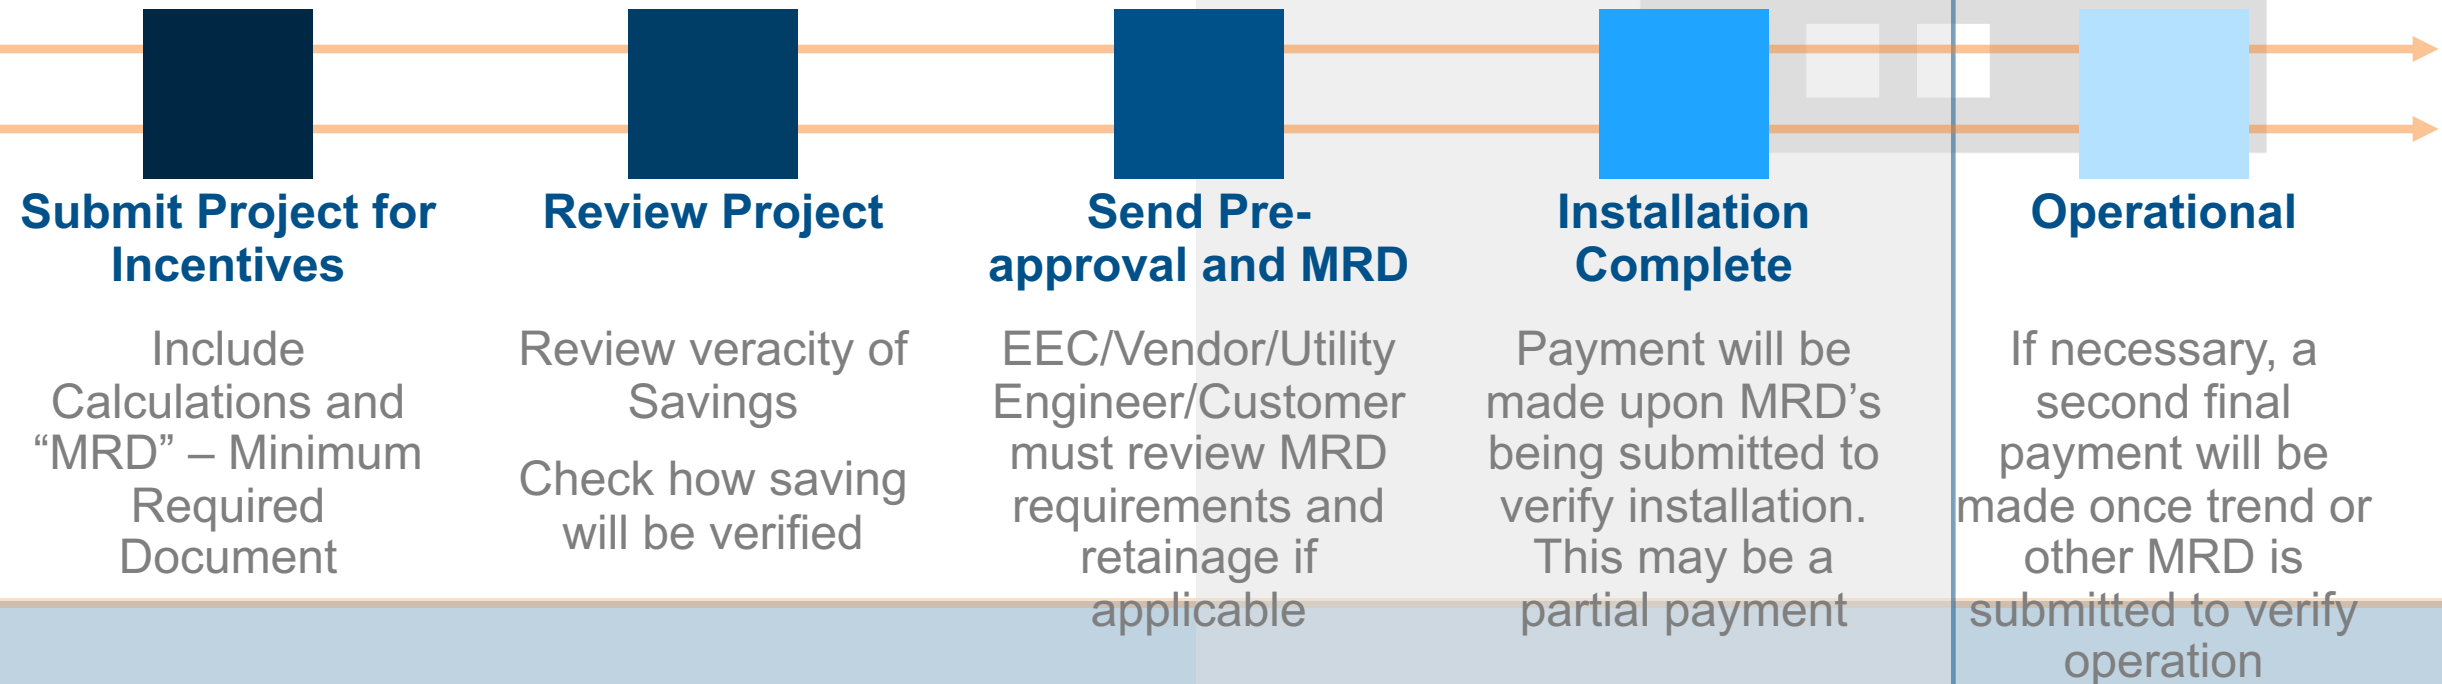 Submit Project for
Incentives
Include
Calculations and
“MRD” – Minimum
Required
Document
Review Project
Review veracity of
Savings
Check how saving
will be verified
Send Pre-
approval and MRD
EEC/Vendor/Utility
Engineer/Customer
must review MRD
requirements and
retainage if
applicable
Installation
Complete
Payment will be
made upon MRD’s
being submitted to
verify installation.
This may be a
partial payment
Operational
If necessary, a
second final
payment will be
made once trend or
other MRD is
submitted to verify
operation